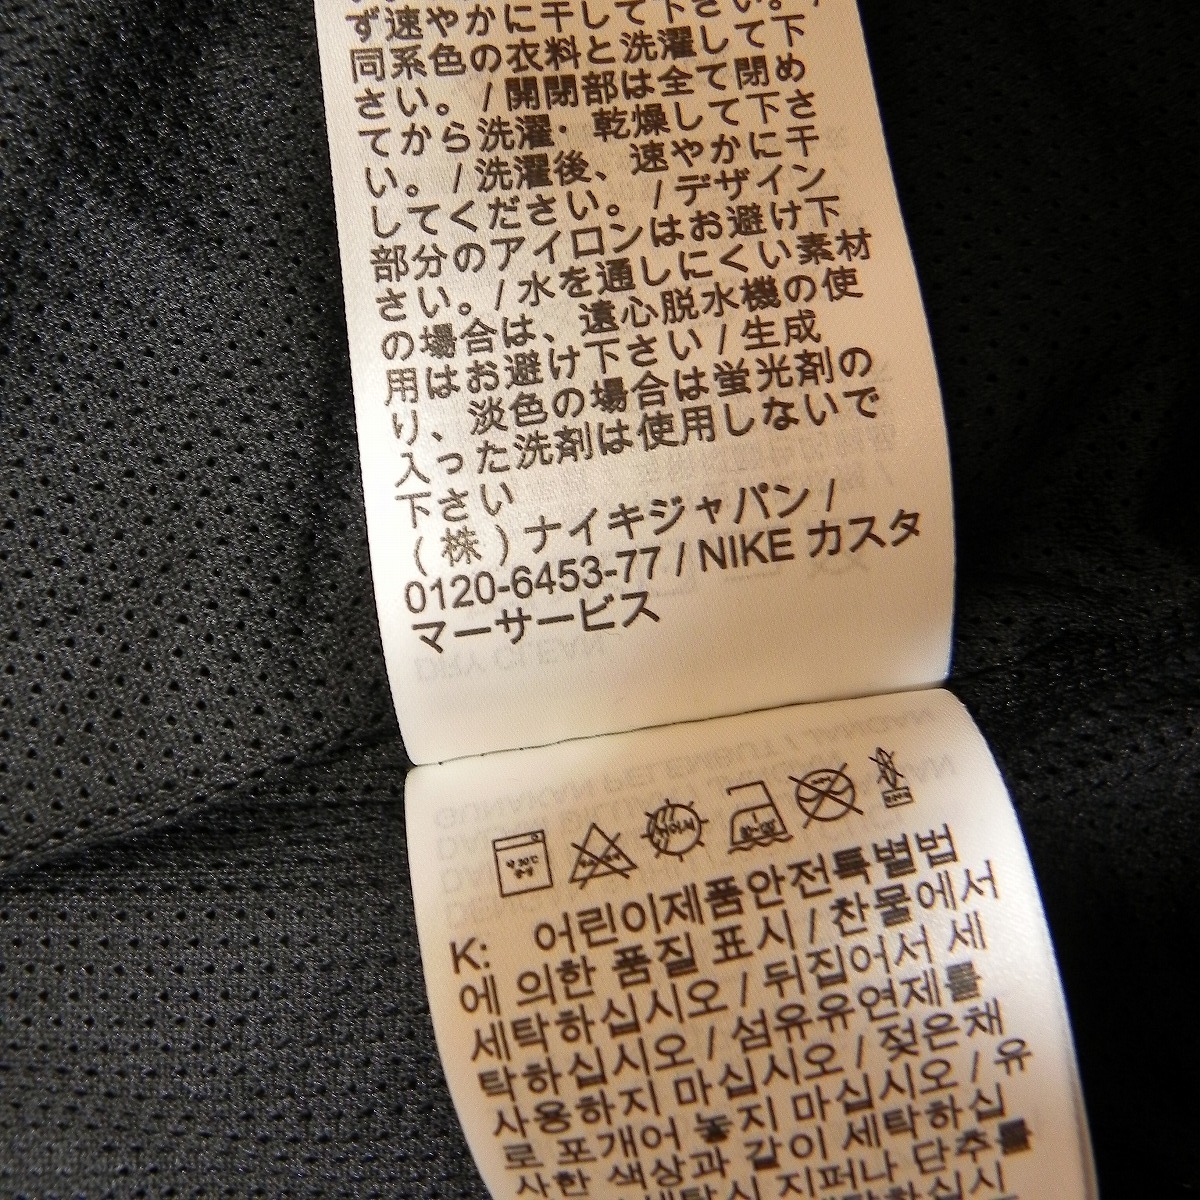 ず速やかに干して下さい。/
同系色の衣料と洗濯して下
さい。/開閉部は全て閉め
てから洗濯・乾燥して下さ
い。/洗濯後、速やかに干
してください。/デザイン
部分のアイロンはお避け下
さい。/水を通しにくい素材
の場合は、遠心脱水機の使
用はお避け下さい/生成
り、淡色の場合は蛍光剤の
入った洗剤は使用しないで
下さい
(株)ナイキジャパン/
0120-6453-77 / NIKE カスタ
マーサービス
DRY CLEAN
K: 어린이제품안전특별법
에 의한 품질 표시 / 찬물에서
세탁하십시오 / 뒤집어서 세
탁하십시오 / 섬유유연제를
사용하지 마십시오 / 젖은채
로 포개어 놓지 마십시오 / 유
사한 색상과 같이 세탁하십
세탁시 지퍼나 단추를